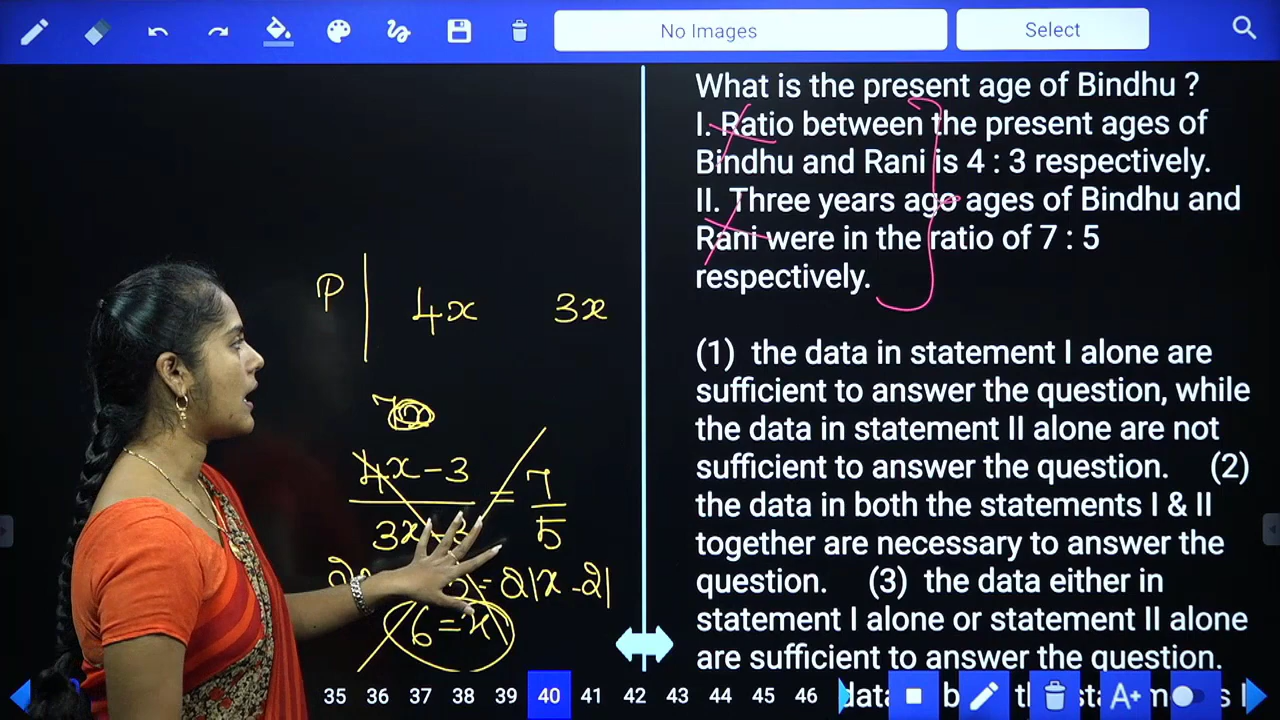 No Images
Select
What is the present age of Bindhu ?
I. Ratio between the present ages of
Bindhu and Rani is 4 : 3 respectively.
II. Three years ago ages of Bindhu and
Rani were in the ratio of 7 : 5
respectively.
(1) the data in statement I alone are
sufficient to answer the question, while
the data in statement II alone are not
sufficient to answer the question. (2)
the data in both the statements I & II
together are necessary to answer the
question. (3) the data either in
statement I alone or statement II alone
are sufficient to answer the question.
P 4x 3x
4x - 3
= 7
3x - 3 5
= 21x - 21
6 = x
35 36 37 38 39 40 41 42 43 44 45 46
A+